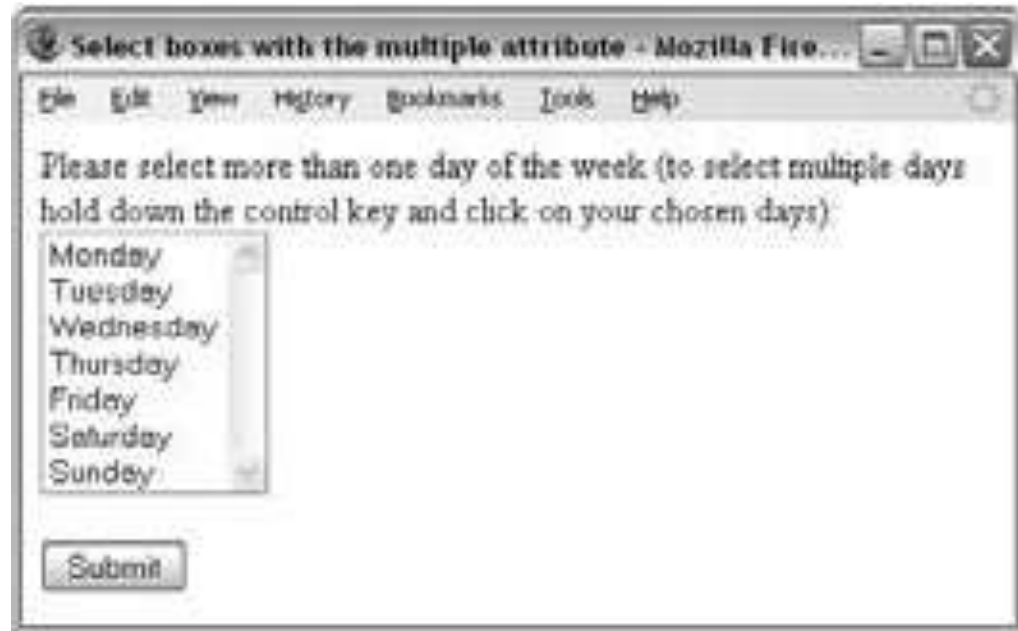 Select boxes with the multiple attribute - Mozilla Fire...
File Edit View History Bookmarks Tools Help
Please select more than one day of the week (to select multiple days
hold down the control key and click on your chosen days)
Monday
Tuesday
Wednesday
Thursday
Friday
Saturday
Sunday
Submit